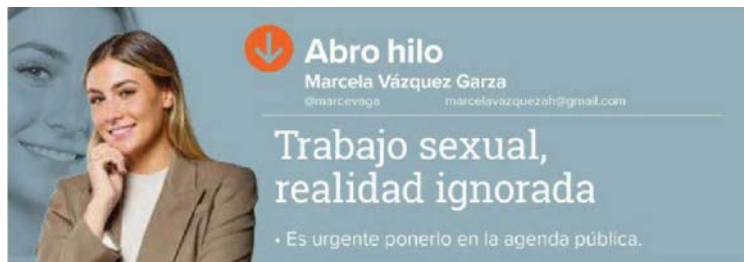 Abro hilo
Marcela Vázquez Garza
@marcevaga marcelavazquezah@gmail.com
Trabajo sexual,
realidad ignorada
• Es urgente ponerlo en la agenda pública.